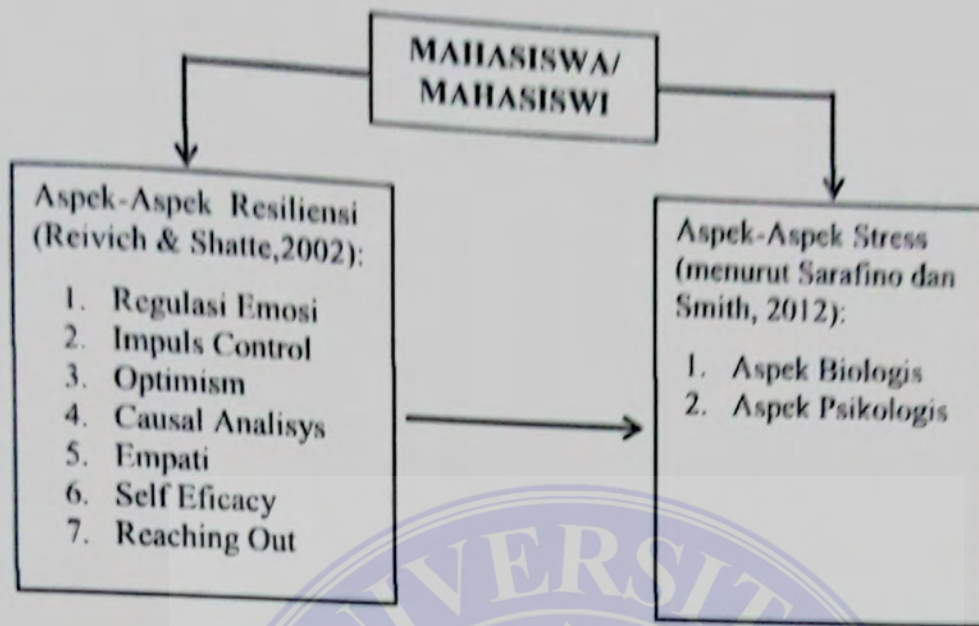 MAHASISWA/
MAHASISWI
Aspek-Aspek Resiliensi
(Reivich & Shatte,2002):
1. Regulasi Emosi
2. Impuls Control
3. Optimism
4. Causal Analisys
5. Empati
6. Self Eficacy
7. Reaching Out
Aspek-Aspek Stress
(menurut Sarafino dan
Smith, 2012):
1. Aspek Biologis
2. Aspek Psikologis